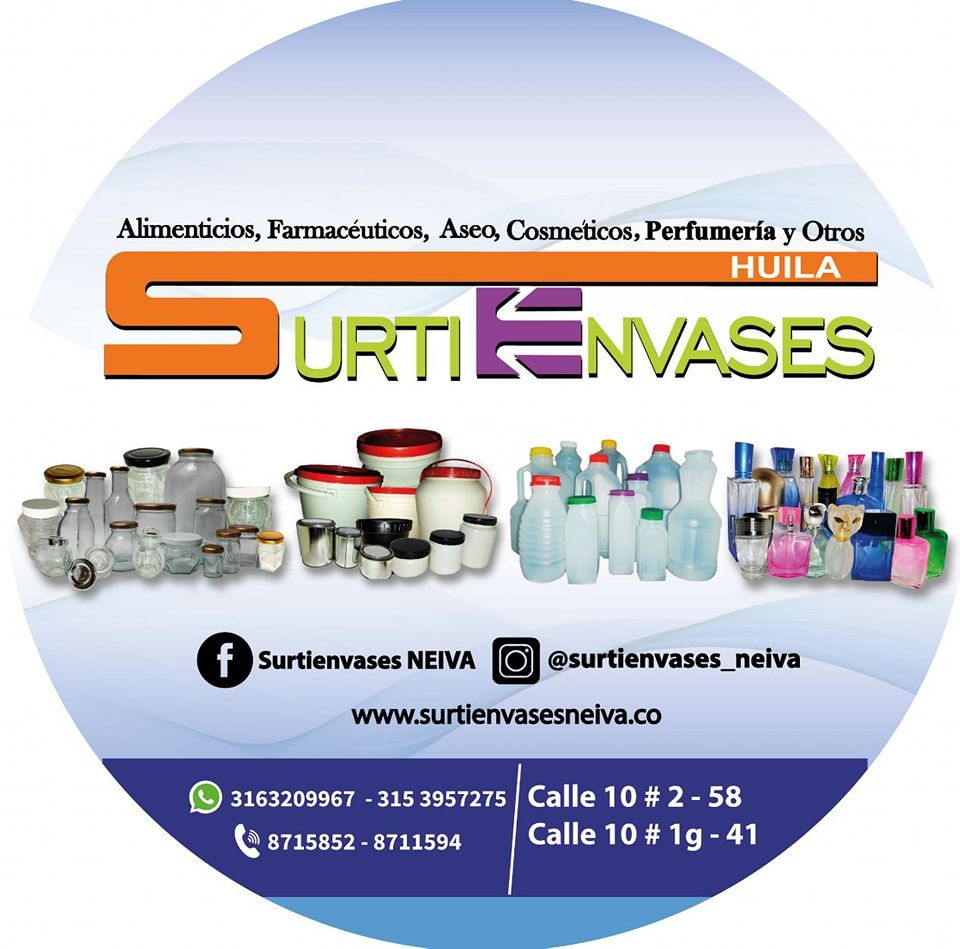 Alimenticios, Farmacéuticos, Aseo, Cosméticos, Perfumería y Otros
HUILA
SURTIENVASES
Surtienvases NEIVA @surtienvases_neiva
www.surtienvasesneiva.co
3163209967 - 315 3957275
8715852 - 8711594
Calle 10 # 2 - 58
Calle 10 # 1g - 41